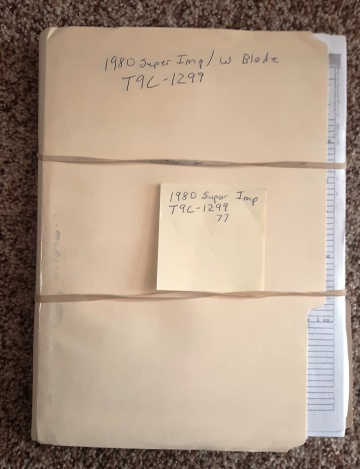 1980 Super Imp/ W Blade
T9C-1299
1980 Super Imp
T9C-1299
77